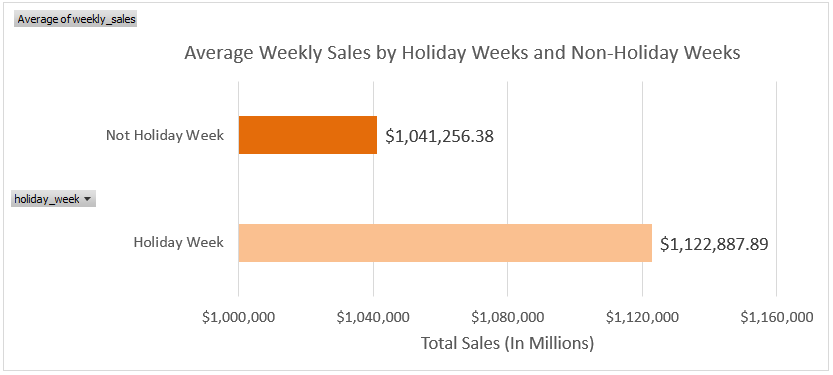 Average of weekly_sales
Average Weekly Sales by Holiday Weeks and Non-Holiday Weeks
Not Holiday Week
$1,041,256.38
holiday_week
Holiday Week
$1,122,887.89
$1,000,000 $1,040,000 $1,080,000 $1,120,000 $1,160,000
Total Sales (In Millions)